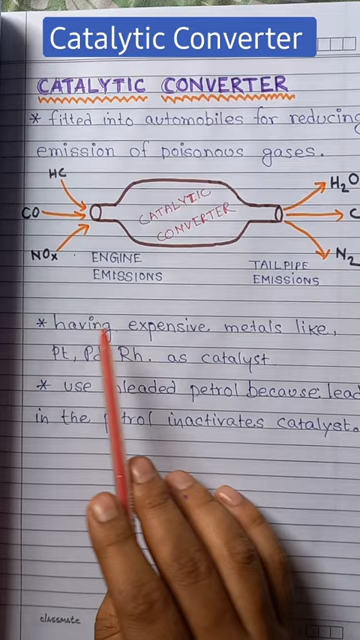 Catalytic Converter
CATALYTIC CONVERTER
* fitted into automobiles for reducing
emission of poisonous gases.
HC
CO
NOx
CATALYTIC
CONVERTER
H2O
C
N2
ENGINE
EMISSIONS
TAILPIPE
EMISSIONS
* having expensive metals like,
Pt, Pd, Rh. as catalyst
* use leaded petrol because lead
in the petrol inactivates catalyst.
classmate